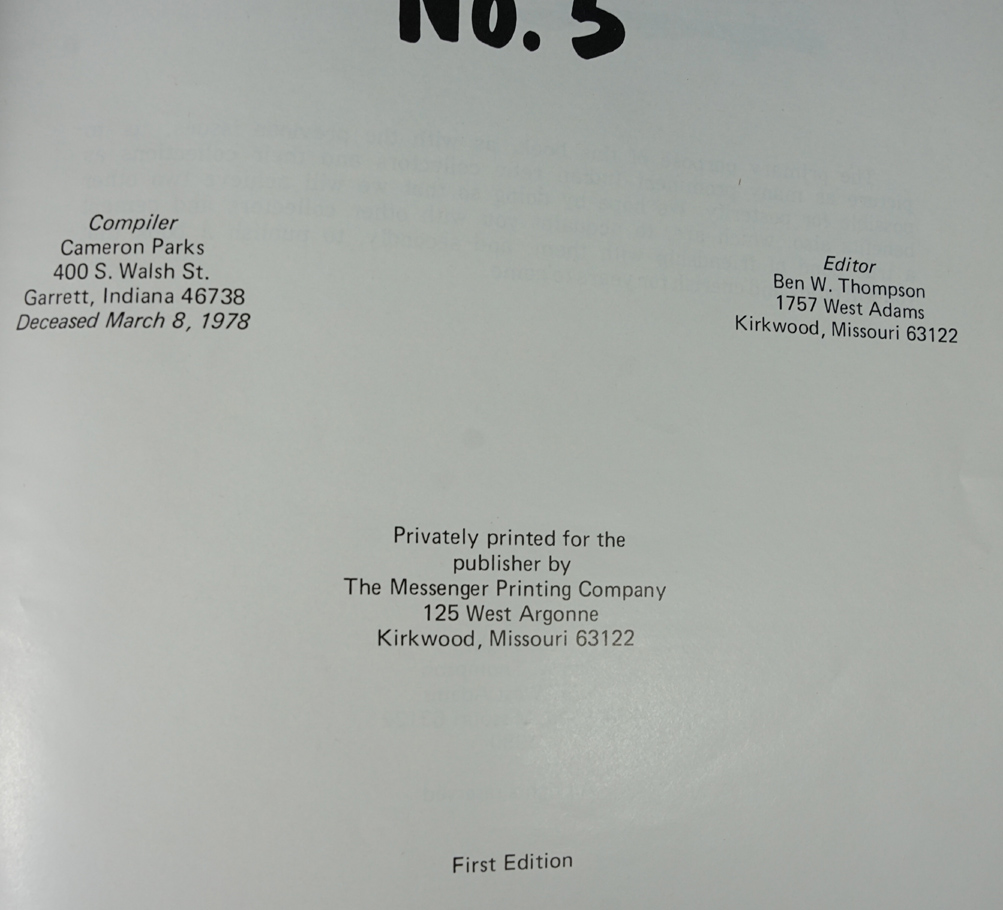 No. 5
Compiler
Cameron Parks
400 S. Walsh St.
Garrett, Indiana 46738
Deceased March 8, 1978
Editor
Ben W. Thompson
1757 West Adams
Kirkwood, Missouri 63122
Privately printed for the
publisher by
The Messenger Printing Company
125 West Argonne
Kirkwood, Missouri 63122
First Edition